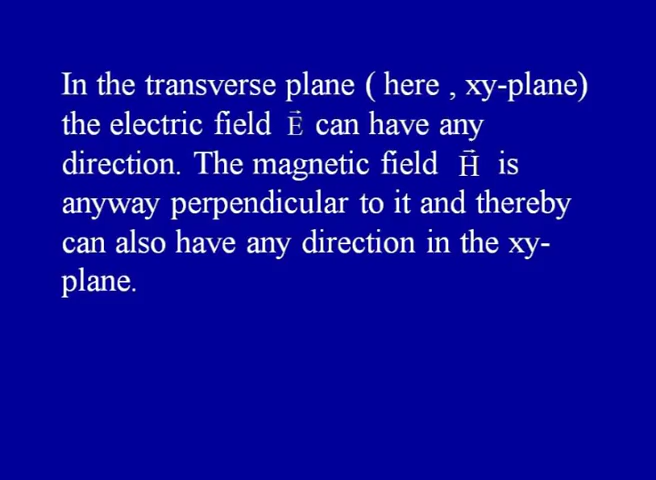 In the transverse plane ( here , xy-plane)
the electric field E⃗ can have any
direction. The magnetic field H⃗ is
anyway perpendicular to it and thereby
can also have any direction in the xy-
plane.